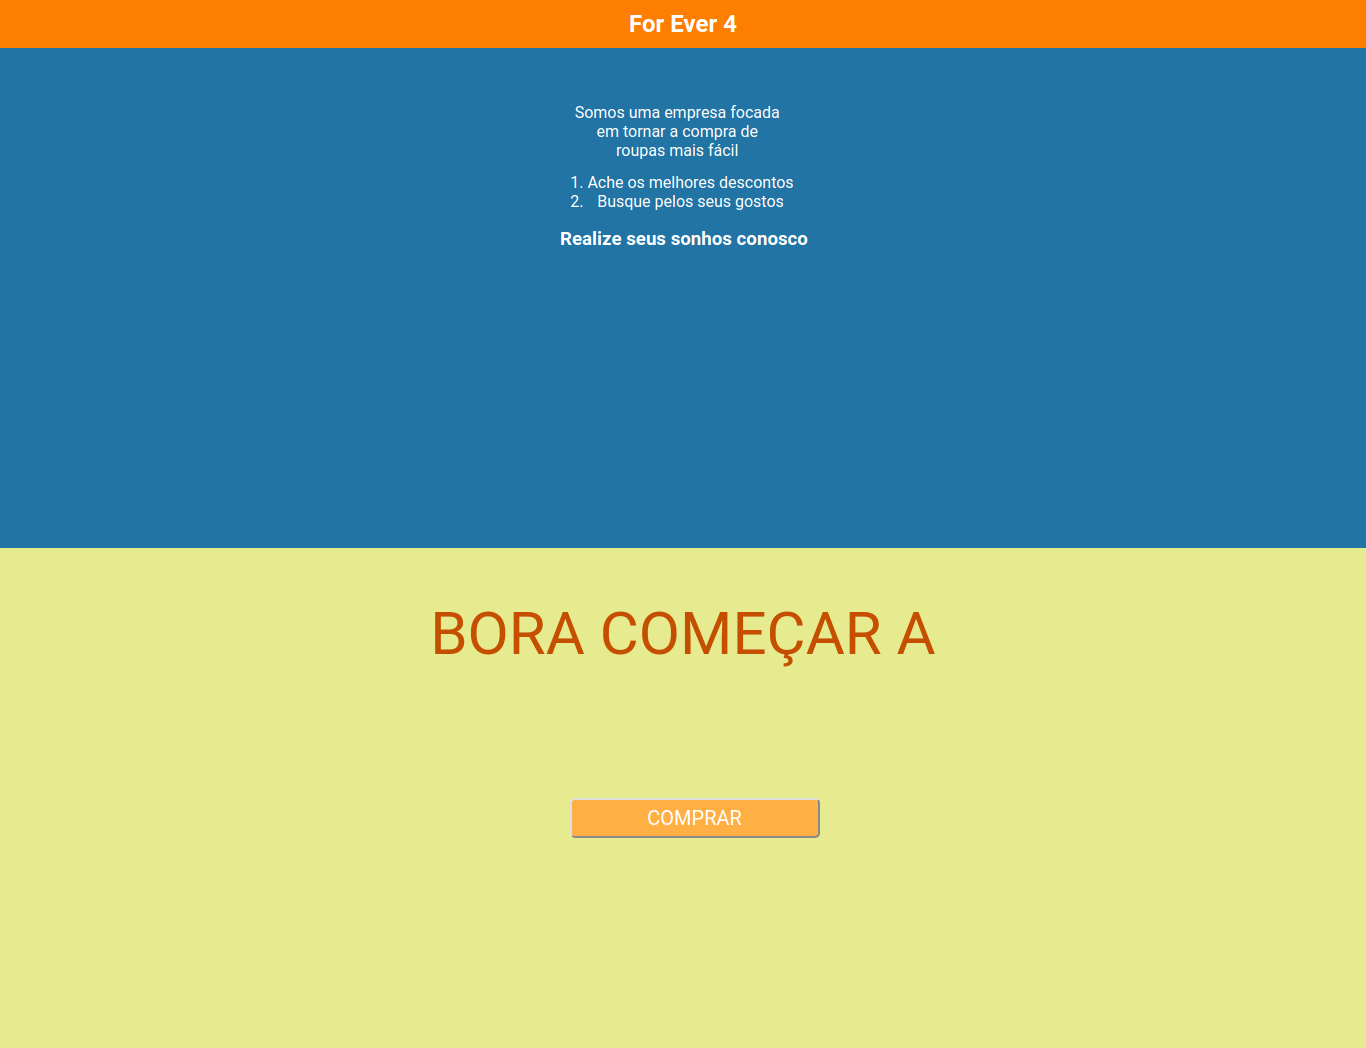 For Ever 4
Somos uma empresa focada
em tornar a compra de
roupas mais fácil
1. Ache os melhores descontos
2. Busque pelos seus gostos
Realize seus sonhos conosco
BORA COMEÇAR A
COMPRAR